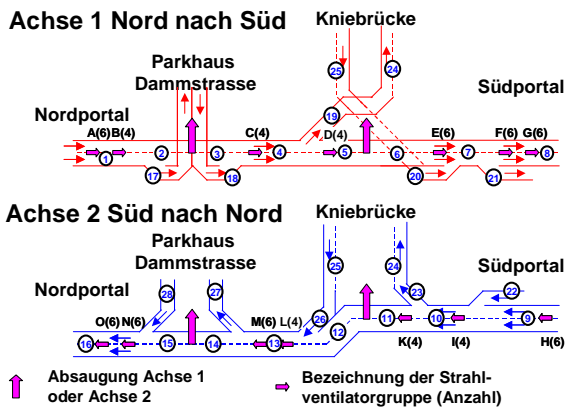 Achse 1 Nord nach Süd
Kniebrücke
Parkhaus
Dammstrasse
25
24
Südportal
Nordportal
19
A(6) B(4) C(4) D(4) E(6) F(6) G(6)
1 2 3 4 5 6 7 8
17 18 20 21
Achse 2 Süd nach Nord
Kniebrücke
Parkhaus
Dammstrasse
25 24
Südportal
Nordportal
28 27 23 22
O(6) N(6) M(6) L(4) 26
16 15 14 13 12 11 10 9
K(4) I(4) H(6)
Absaugung Achse 1
oder Achse 2
Bezeichnung der Strahl-
ventilatorgruppe (Anzahl)